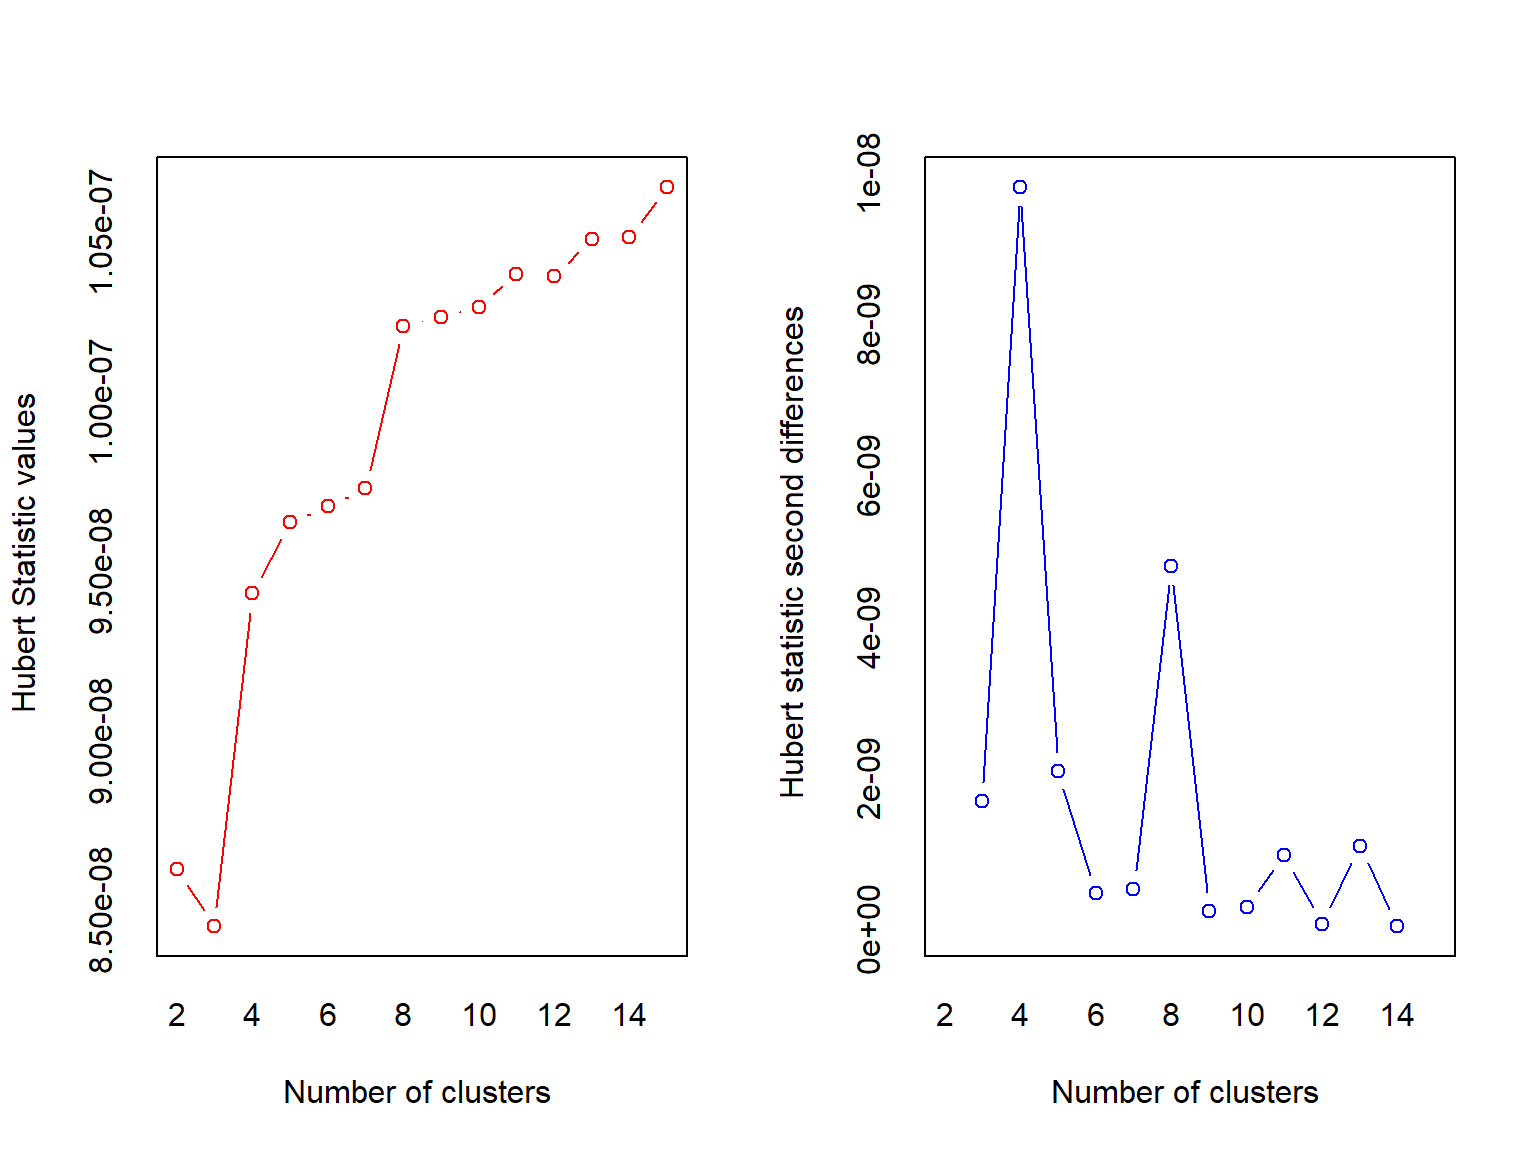 Hubert Statistic values
1.05e-07
1.00e-07
9.50e-08
9.00e-08
8.50e-08
2 4 6 8 10 12 14
Number of clusters
Hubert statistic second differences
1e-08
8e-09
6e-09
4e-09
2e-09
0e+00
2 4 6 8 10 12 14
Number of clusters